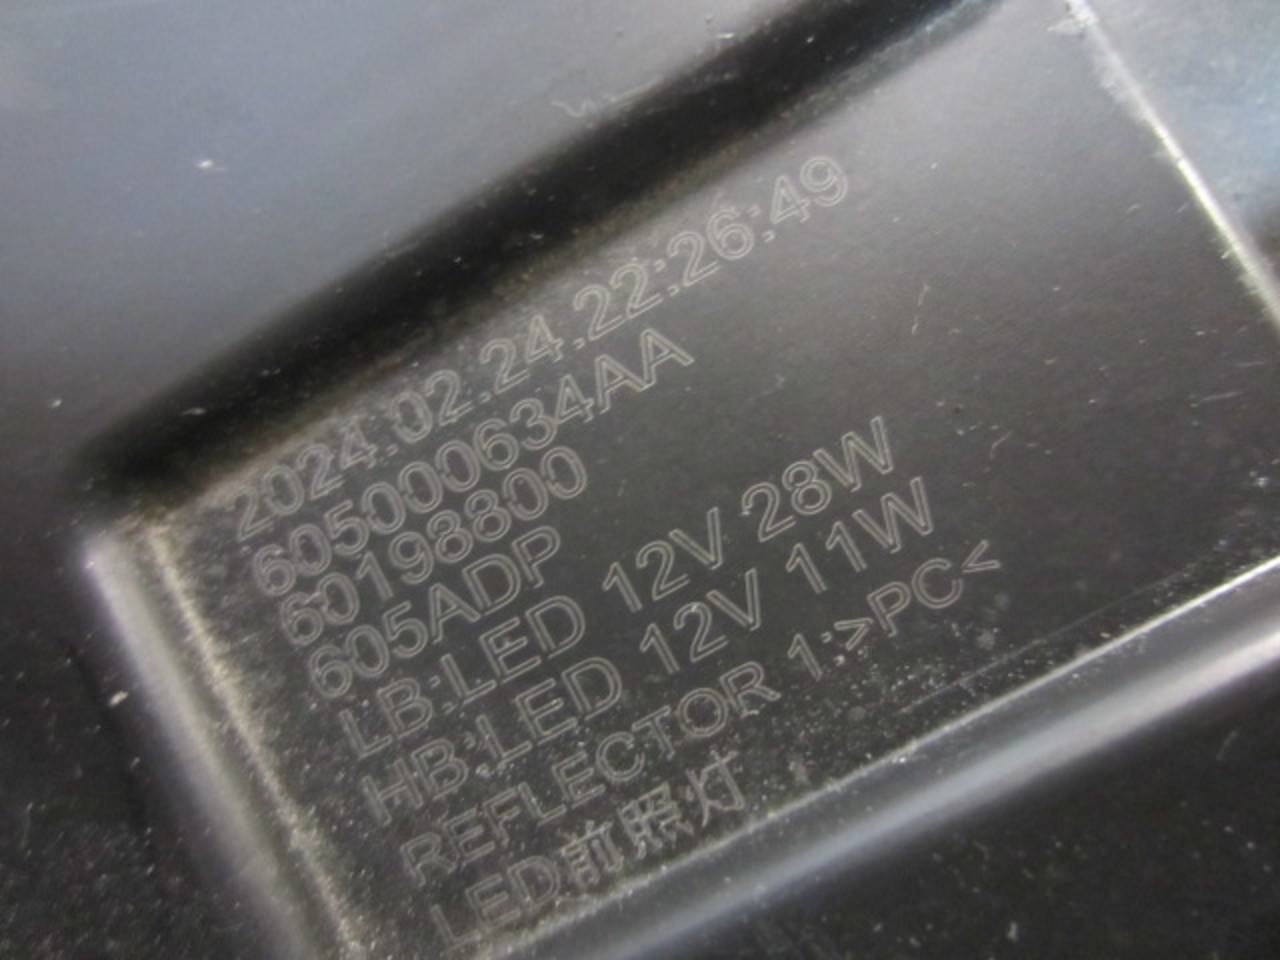 2024.02.24.22:26:49
605000634AA
60198800
605ADP
LB:LED 12V 28W
HB:LED 12V 11W
REFLECTOR 1:>PC<
LED前照灯